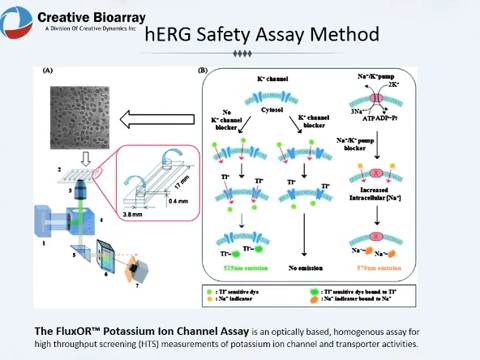 Creative Bioarray
A Division Of Creative Dynamics Inc
hERG Safety Assay Method
(A)
(B)
K⁺ channel
Cytosol
No
K⁺ channel
blocker
K⁺ channel
blocker
Tl⁺
Tl⁺
Tl⁺
Tl⁺
Tl⁺
Tl⁺
525nm emission
No emission
Na⁺/K⁺pump
2K⁺
3Na⁺
ATP
ADP+Pi
Na⁺/K⁺ pump
blocker
Increased
Intracellular [Na⁺]
Na⁺
Na⁺
575nm emission
17 mm
0.4 mm
3.8 mm
1
2
4
5
6
7
: Tl⁺ sensitive dye
: Tl⁺ sensitive dye bound to Tl⁺
: Na⁺ indicator
: Na⁺ indicator bound to Na⁺
The FluxOR™ Potassium Ion Channel Assay is an optically based, homogenous assay for
high throughput screening (HTS) measurements of potassium ion channel and transporter activities.